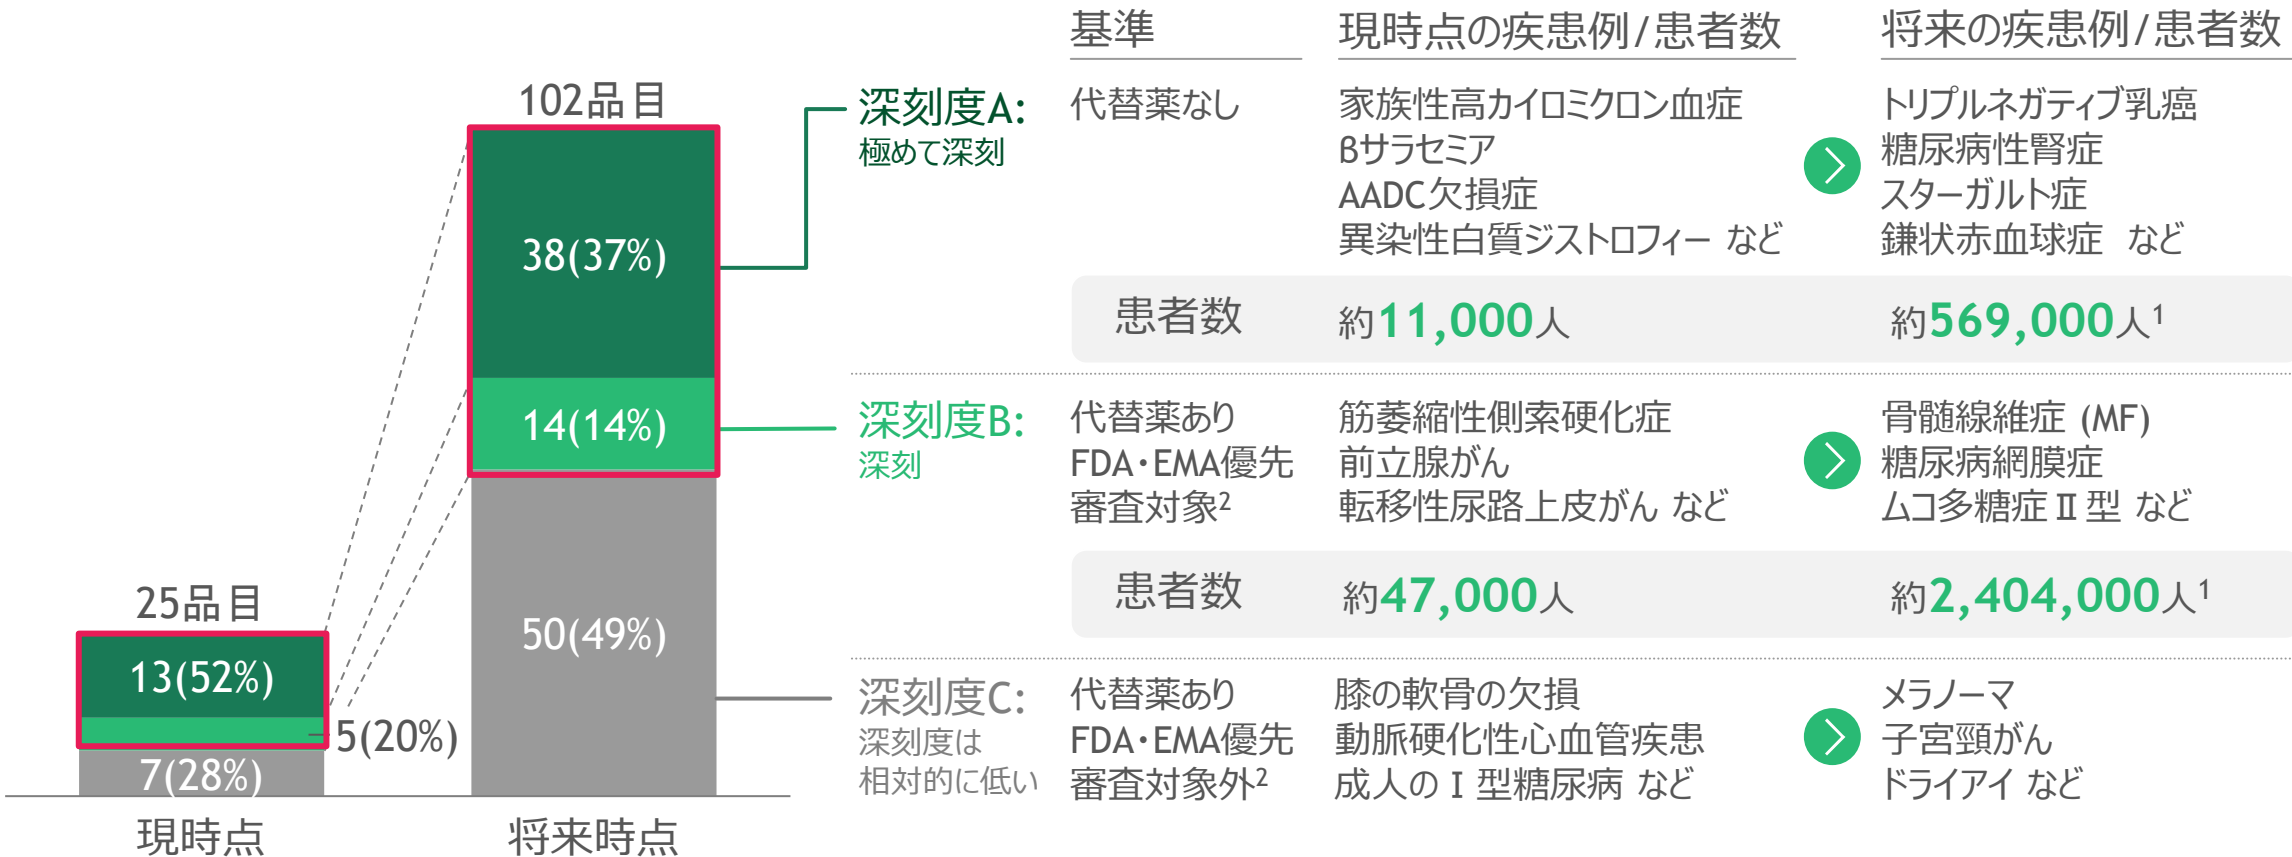 基準
現時点の疾患例/患者数
将来の疾患例/患者数
102品目
38(37%)
14(14%)
50(49%)
将来時点
25品目
13(52%)
5(20%)
7(28%)
現時点
深刻度A:
極めて深刻
代替薬なし
家族性高カイロミクロン血症
βサラセミア
AADC欠損症
異染性白質ジストロフィー など
トリプルネガティブ乳癌
糖尿病性腎症
スターガルト症
鎌状赤血球症 など
患者数
約11,000人
約569,000人1
深刻度B:
深刻
代替薬あり
FDA・EMA優先
審査対象2
筋萎縮性側索硬化症
前立腺がん
転移性尿路上皮がん など
骨髄線維症 (MF)
糖尿病網膜症
ムコ多糖症Ⅱ型 など
患者数
約47,000人
約2,404,000人1
深刻度C:
深刻度は
相対的に低い
代替薬あり
FDA・EMA優先
審査対象外2
膝の軟骨の欠損
動脈硬化性心血管疾患
成人のⅠ型糖尿病 など
メラノーマ
子宮頸がん
ドライアイ など